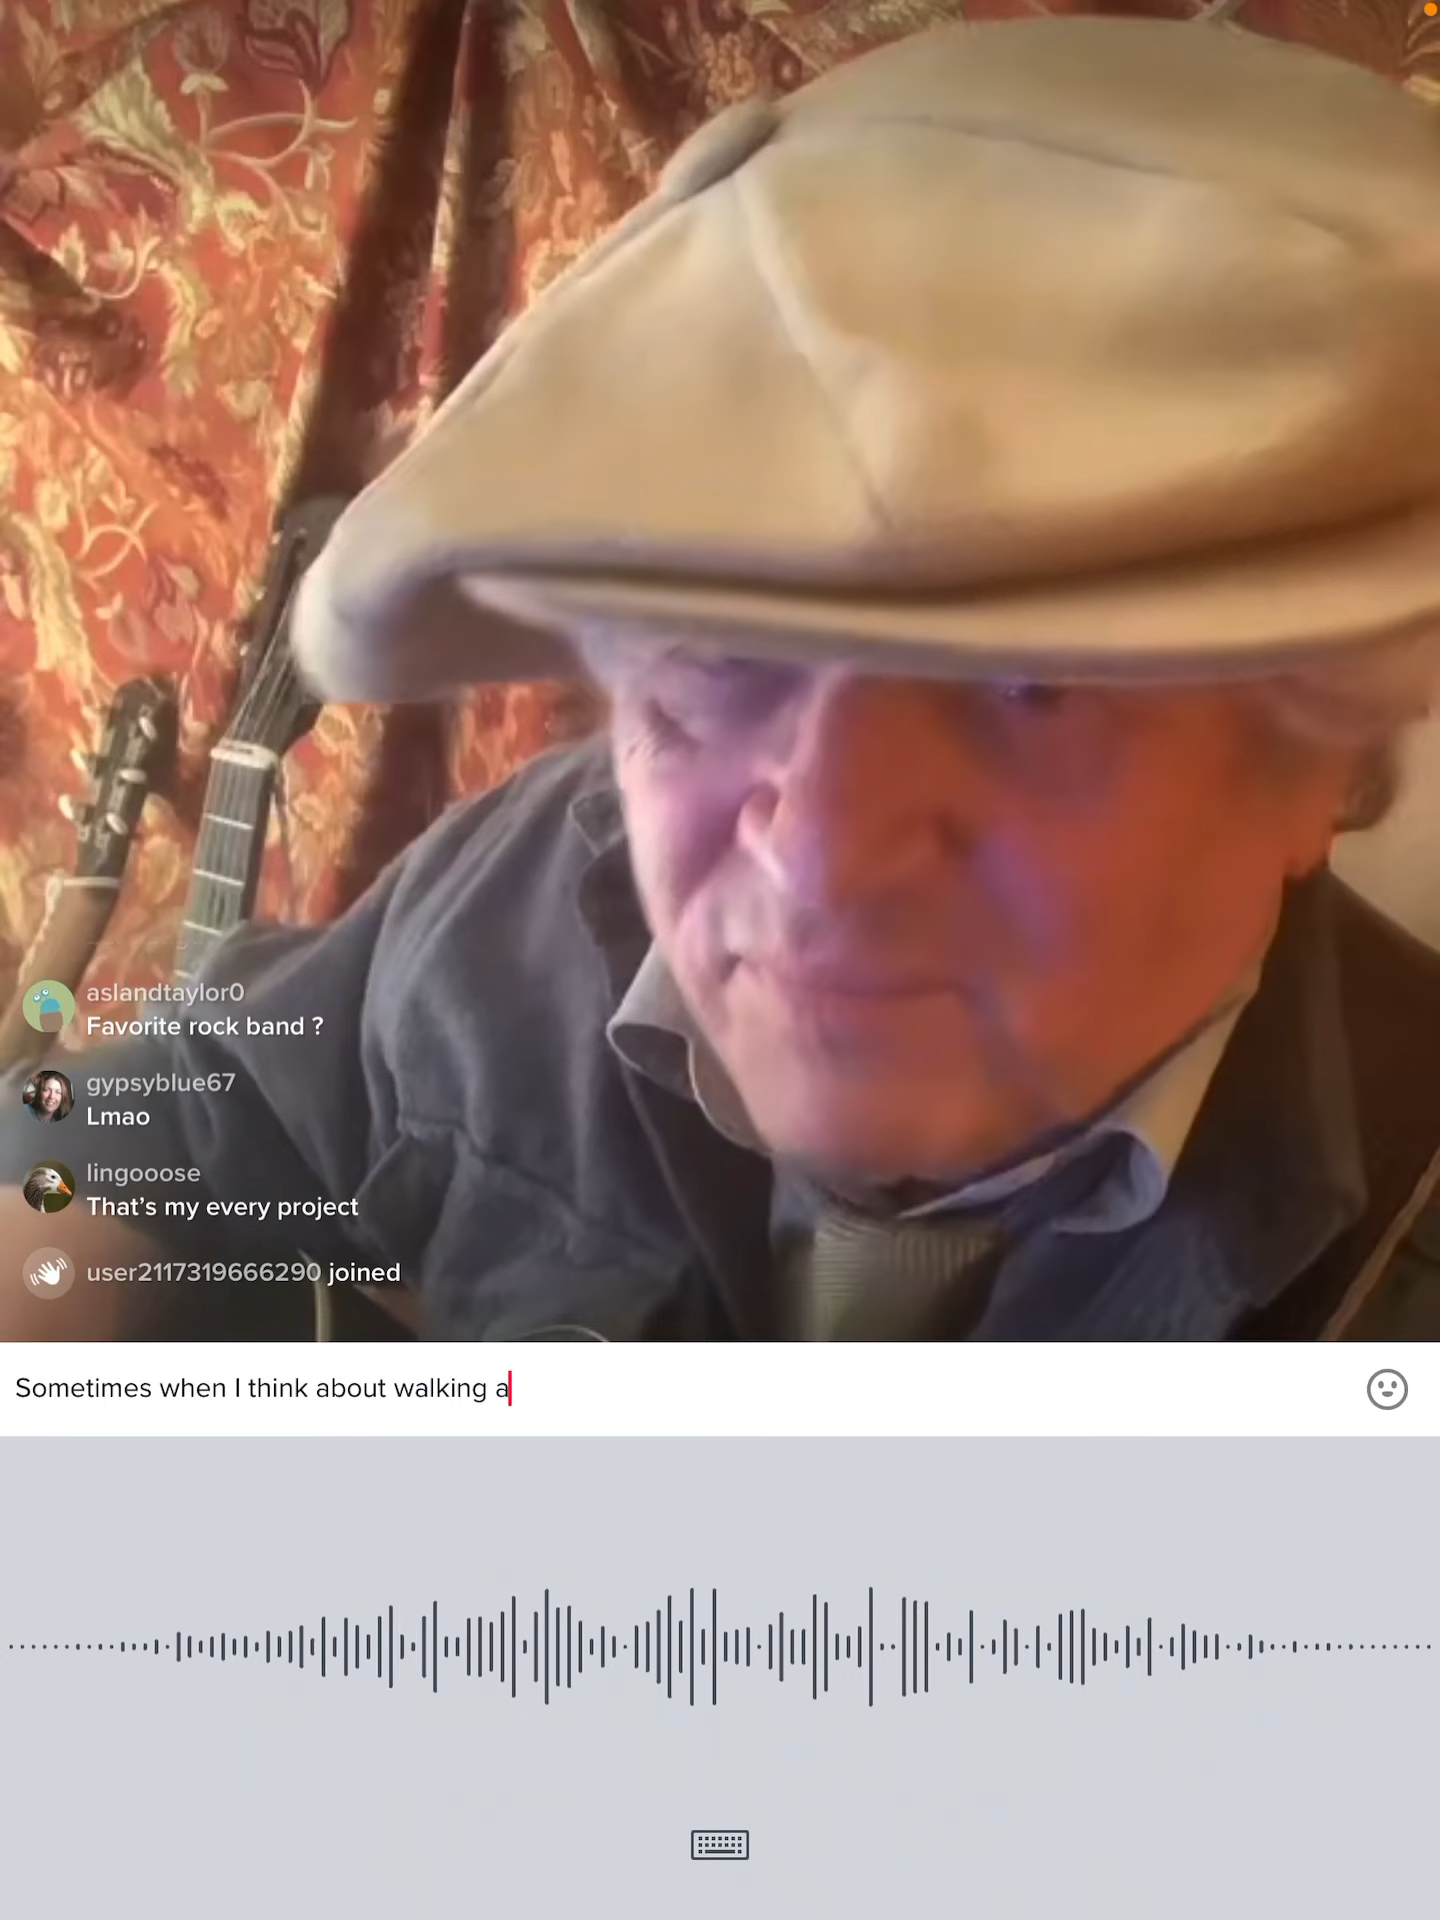 aslandtaylor0
Favorite rock band ?
gypsyblue67
Lmao
lingooose
That’s my every project
user2117319666290 joined
Sometimes when I think about walking a